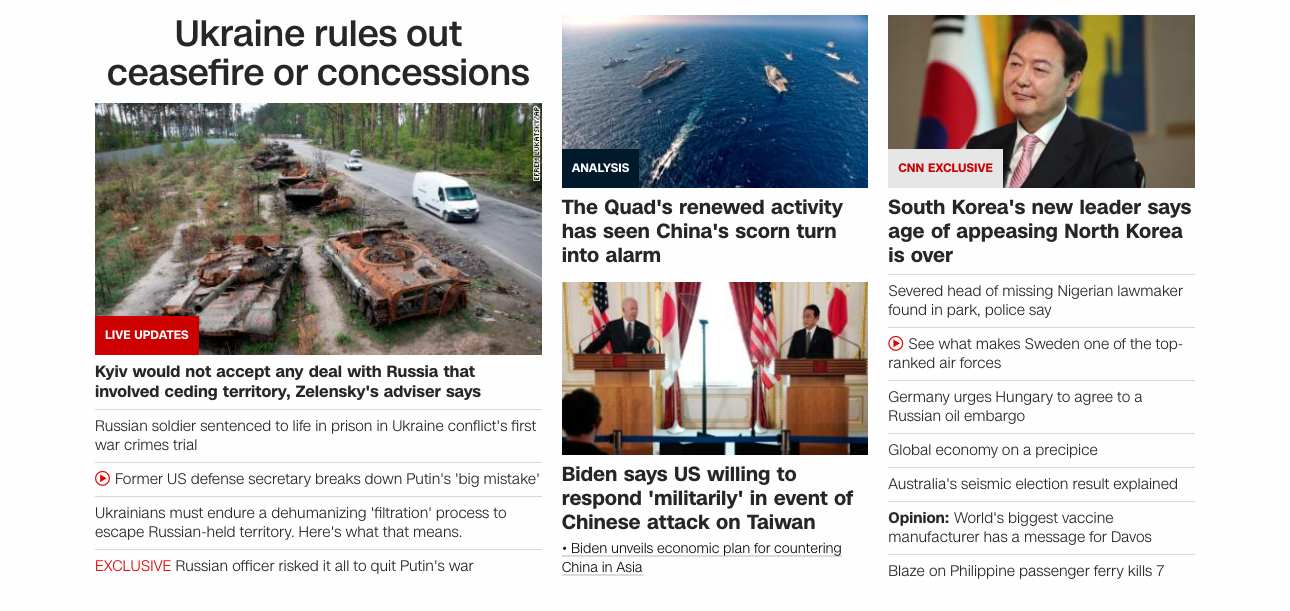 Ukraine rules out
ceasefire or concessions
EFREM LUKATSKY/AP
LIVE UPDATES
Kyiv would not accept any deal with Russia that
involved ceding territory, Zelensky's adviser says
Russian soldier sentenced to life in prison in Ukraine conflict's first
war crimes trial
Former US defense secretary breaks down Putin's 'big mistake'
Ukrainians must endure a dehumanizing 'filtration' process to
escape Russian-held territory. Here's what that means.
EXCLUSIVE Russian officer risked it all to quit Putin's war
ANALYSIS
The Quad's renewed activity
has seen China's scorn turn
into alarm
Biden says US willing to
respond 'militarily' in event of
Chinese attack on Taiwan
• Biden unveils economic plan for countering
China in Asia
CNN EXCLUSIVE
South Korea's new leader says
age of appeasing North Korea
is over
Severed head of missing Nigerian lawmaker
found in park, police say
See what makes Sweden one of the top-
ranked air forces
Germany urges Hungary to agree to a
Russian oil embargo
Global economy on a precipice
Australia's seismic election result explained
Opinion: World's biggest vaccine
manufacturer has a message for Davos
Blaze on Philippine passenger ferry kills 7